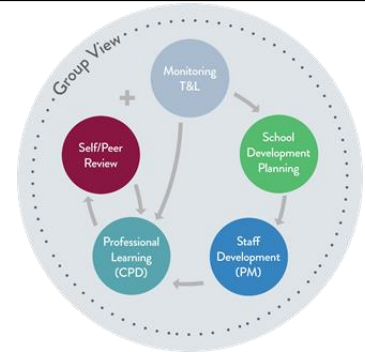 Group View
Monitoring
T&L
+
Self/Peer
Review
School
Development
Planning
Professional
Learning
(CPD)
Staff
Development
(PM)